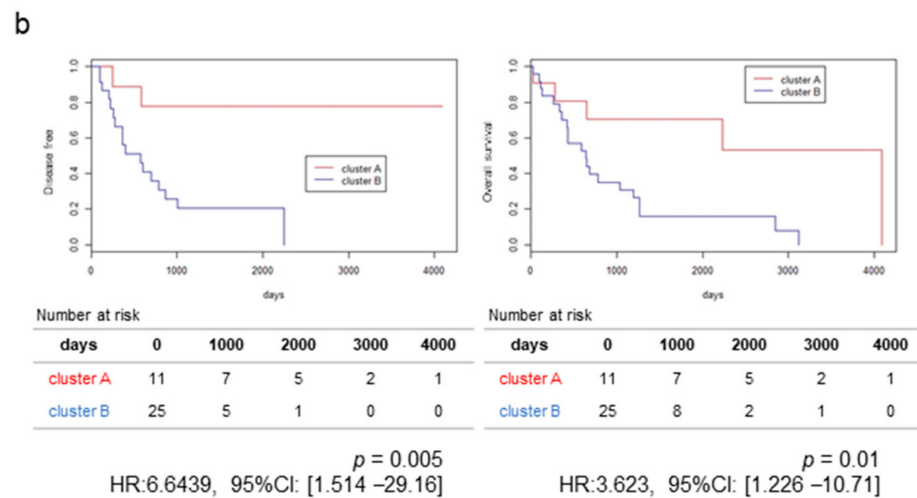 b
Disease free
0.0 0.2 0.4 0.6 0.8 1.0
cluster A
cluster B
0 1000 2000 3000 4000
days
Overall survival
0.0 0.2 0.4 0.6 0.8 1.0
cluster A
cluster B
0 1000 2000 3000 4000
days
Number at risk
days 0 1000 2000 3000 4000
cluster A 11 7 5 2 1
cluster B 25 5 1 0 0
p = 0.005
HR:6.6439, 95%CI: [1.514 –29.16]
Number at risk
days 0 1000 2000 3000 4000
cluster A 11 7 5 2 1
cluster B 25 8 2 1 0
p = 0.01
HR:3.623, 95%CI: [1.226 –10.71]